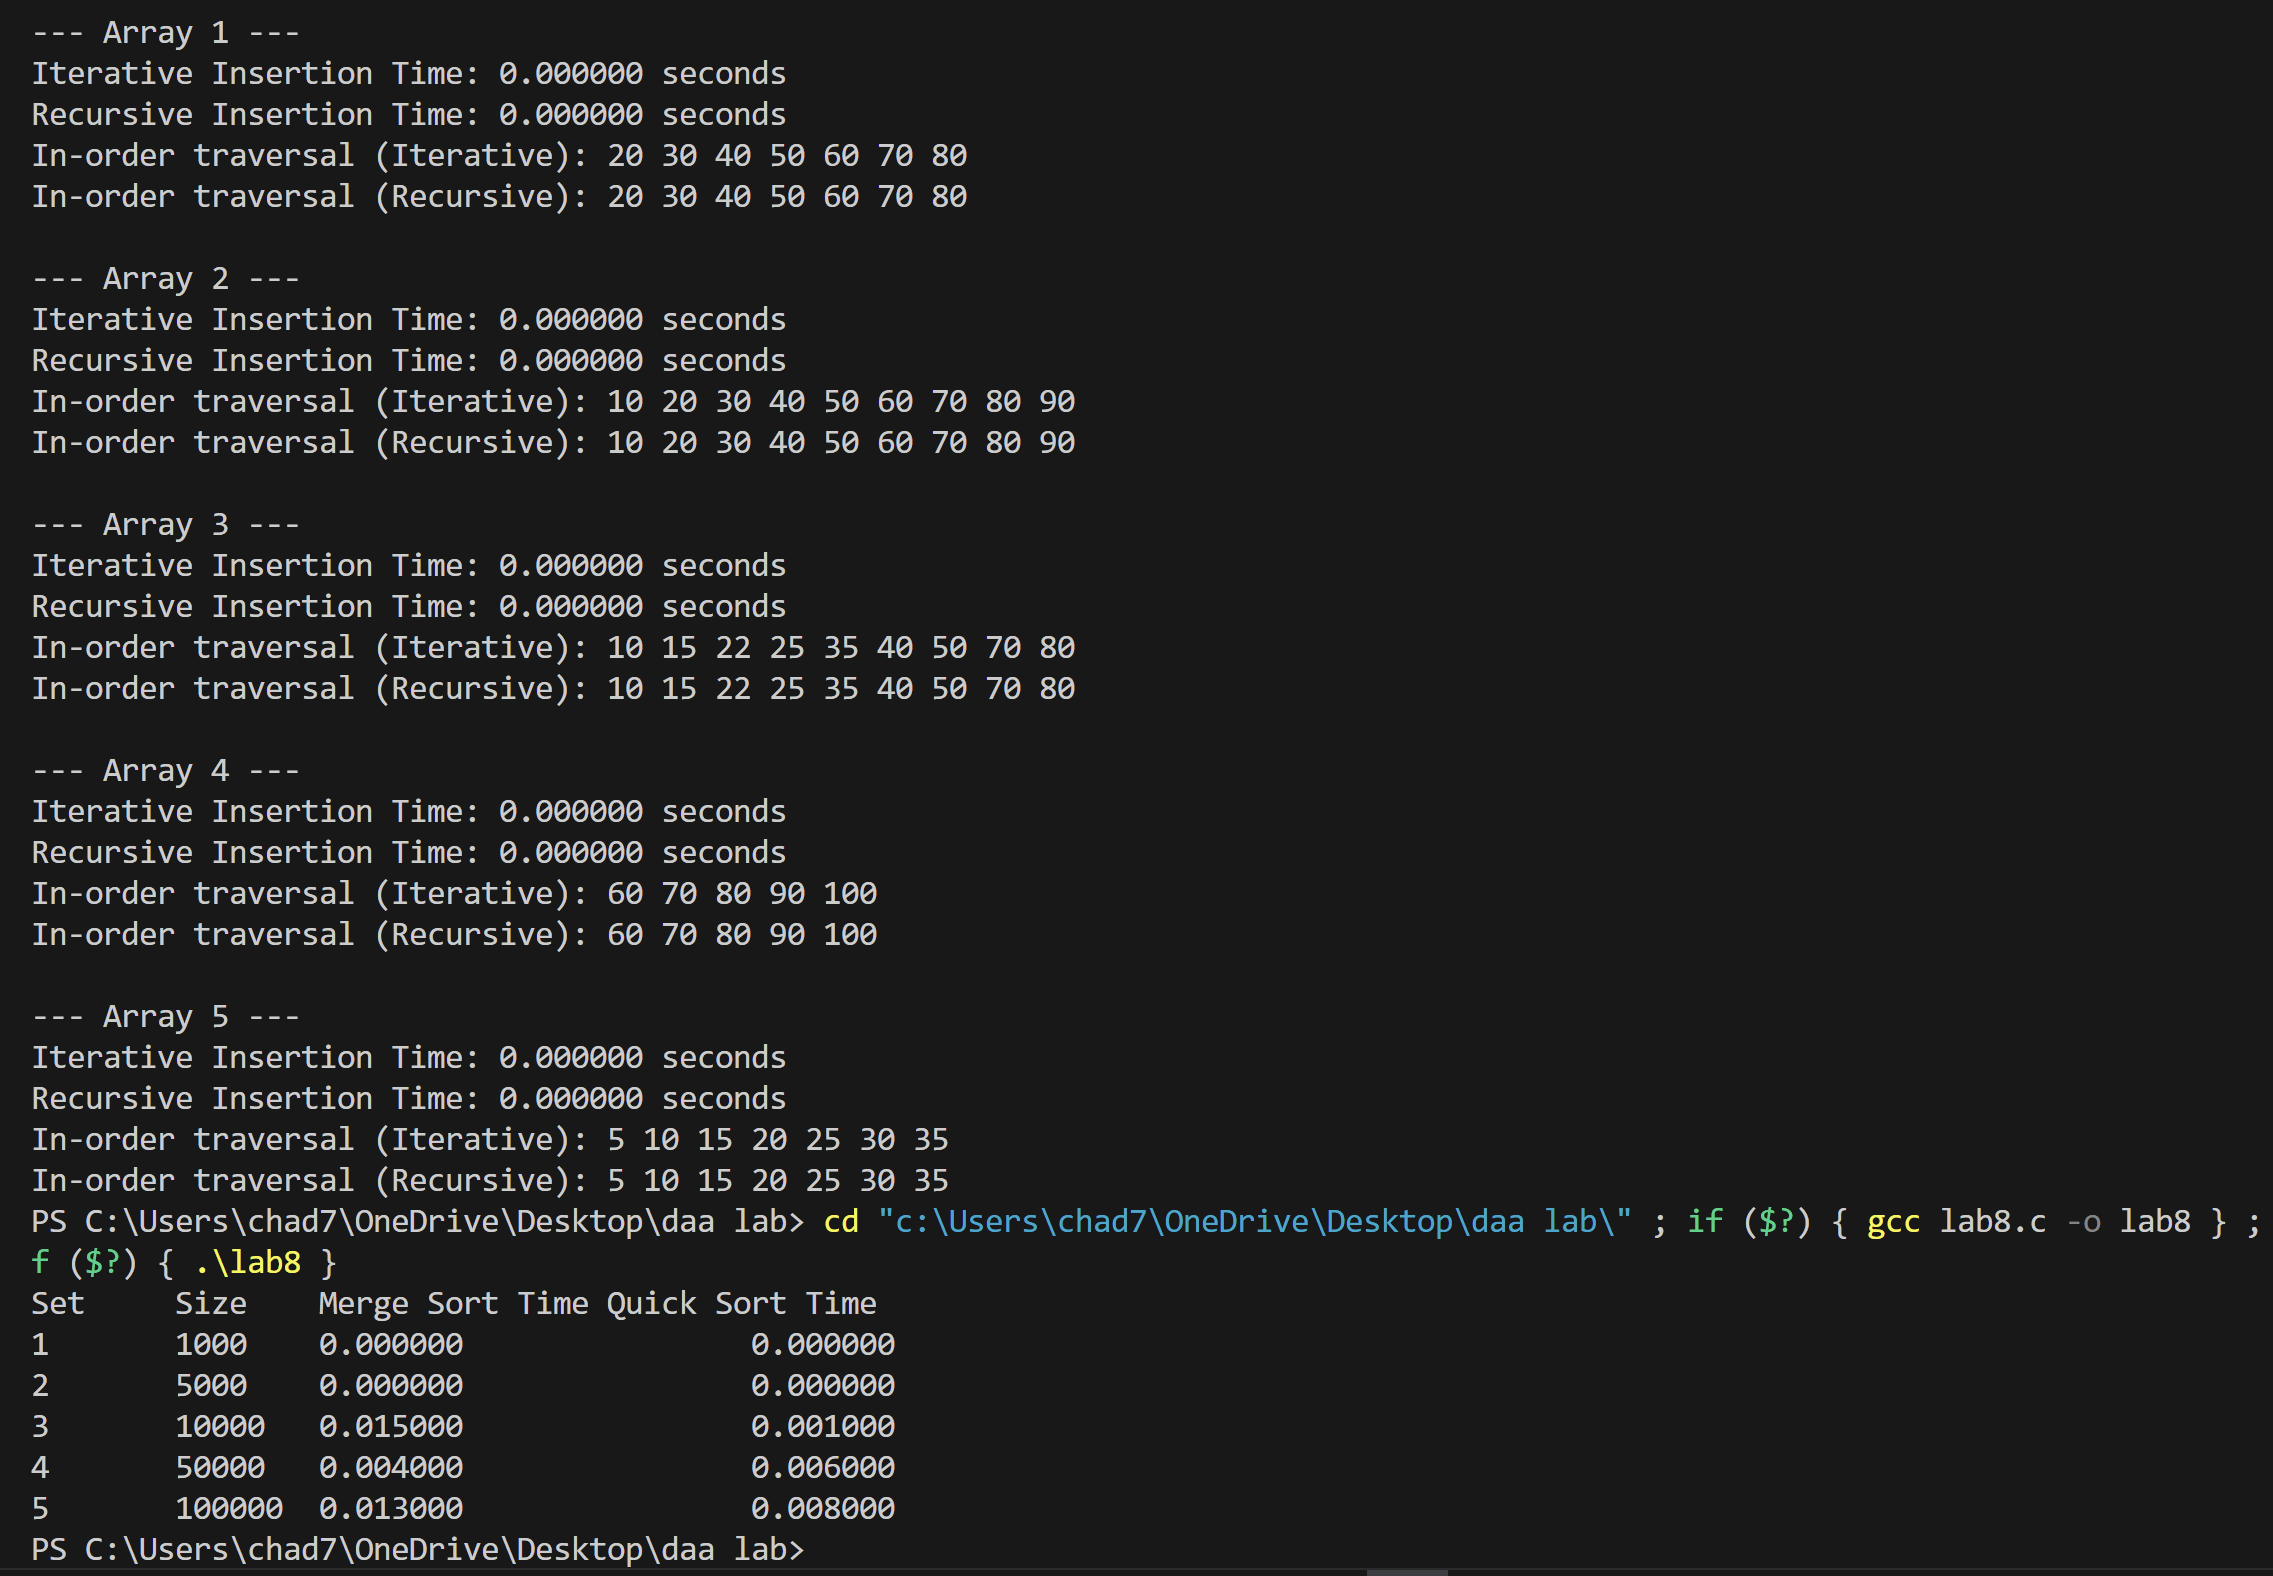 --- Array 1 ---
Iterative Insertion Time: 0.000000 seconds
Recursive Insertion Time: 0.000000 seconds
In-order traversal (Iterative): 20 30 40 50 60 70 80
In-order traversal (Recursive): 20 30 40 50 60 70 80
--- Array 2 ---
Iterative Insertion Time: 0.000000 seconds
Recursive Insertion Time: 0.000000 seconds
In-order traversal (Iterative): 10 20 30 40 50 60 70 80 90
In-order traversal (Recursive): 10 20 30 40 50 60 70 80 90
--- Array 3 ---
Iterative Insertion Time: 0.000000 seconds
Recursive Insertion Time: 0.000000 seconds
In-order traversal (Iterative): 10 15 22 25 35 40 50 70 80
In-order traversal (Recursive): 10 15 22 25 35 40 50 70 80
--- Array 4 ---
Iterative Insertion Time: 0.000000 seconds
Recursive Insertion Time: 0.000000 seconds
In-order traversal (Iterative): 60 70 80 90 100
In-order traversal (Recursive): 60 70 80 90 100
--- Array 5 ---
Iterative Insertion Time: 0.000000 seconds
Recursive Insertion Time: 0.000000 seconds
In-order traversal (Iterative): 5 10 15 20 25 30 35
In-order traversal (Recursive): 5 10 15 20 25 30 35
PS C:\Users\chad7\OneDrive\Desktop\daa lab> cd "c:\Users\chad7\OneDrive\Desktop\daa lab\" ; if ($?) { gcc lab8.c -o lab8 } ;
f ($?) { .\lab8 }
Set     Size    Merge Sort Time Quick Sort Time
1       1000    0.000000                0.000000
2       5000    0.000000                0.000000
3       10000   0.015000                0.001000
4       50000   0.004000                0.006000
5       100000  0.013000                0.008000
PS C:\Users\chad7\OneDrive\Desktop\daa lab>